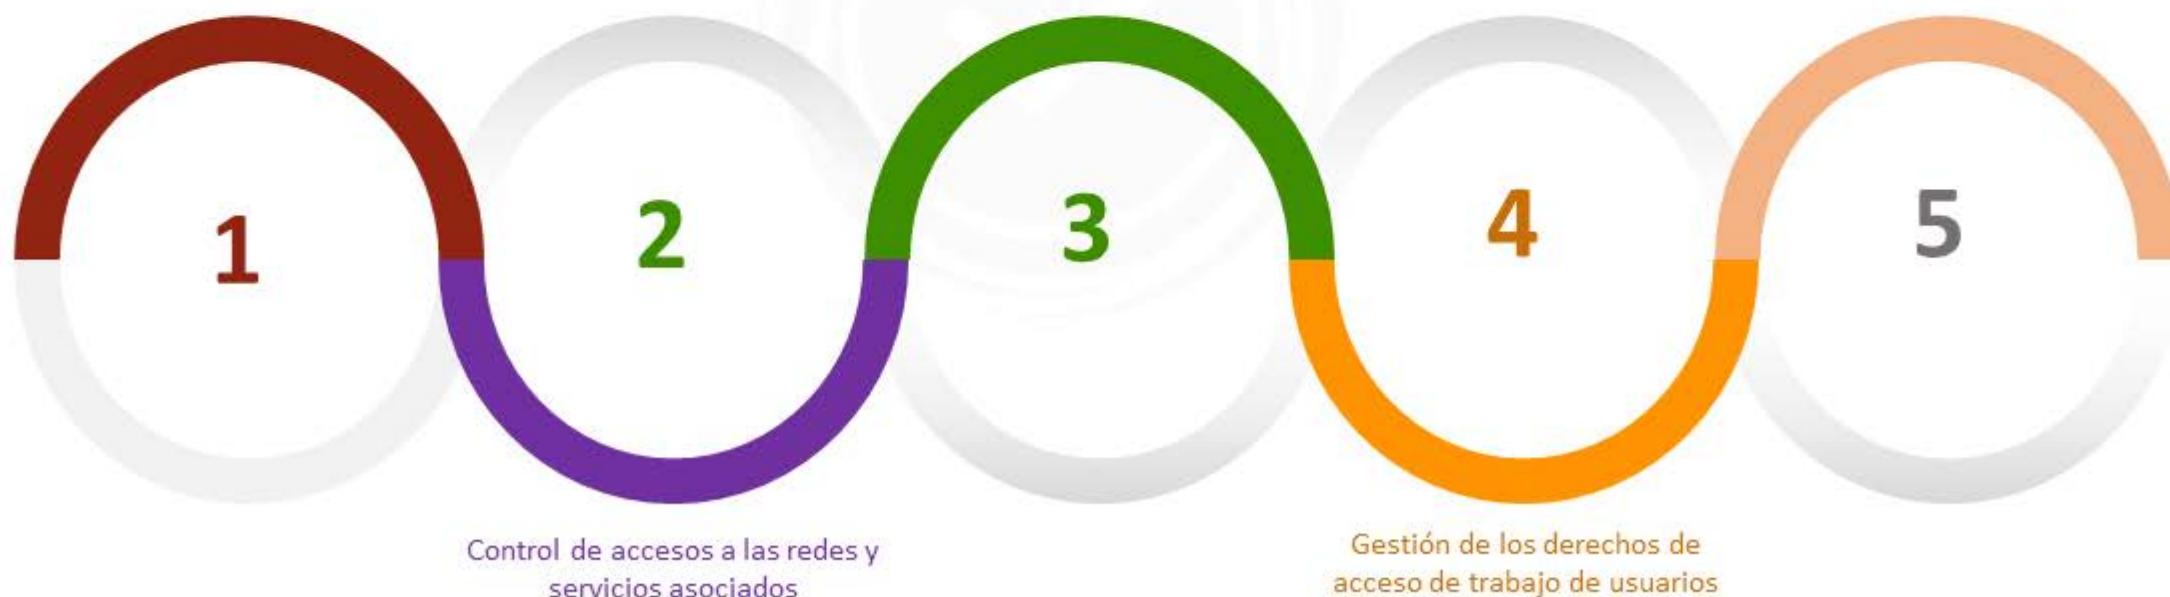 1
2
3
4
5
Control de accesos a las redes y
servicios asociados
Gestión de los derechos de
acceso de trabajo de usuarios